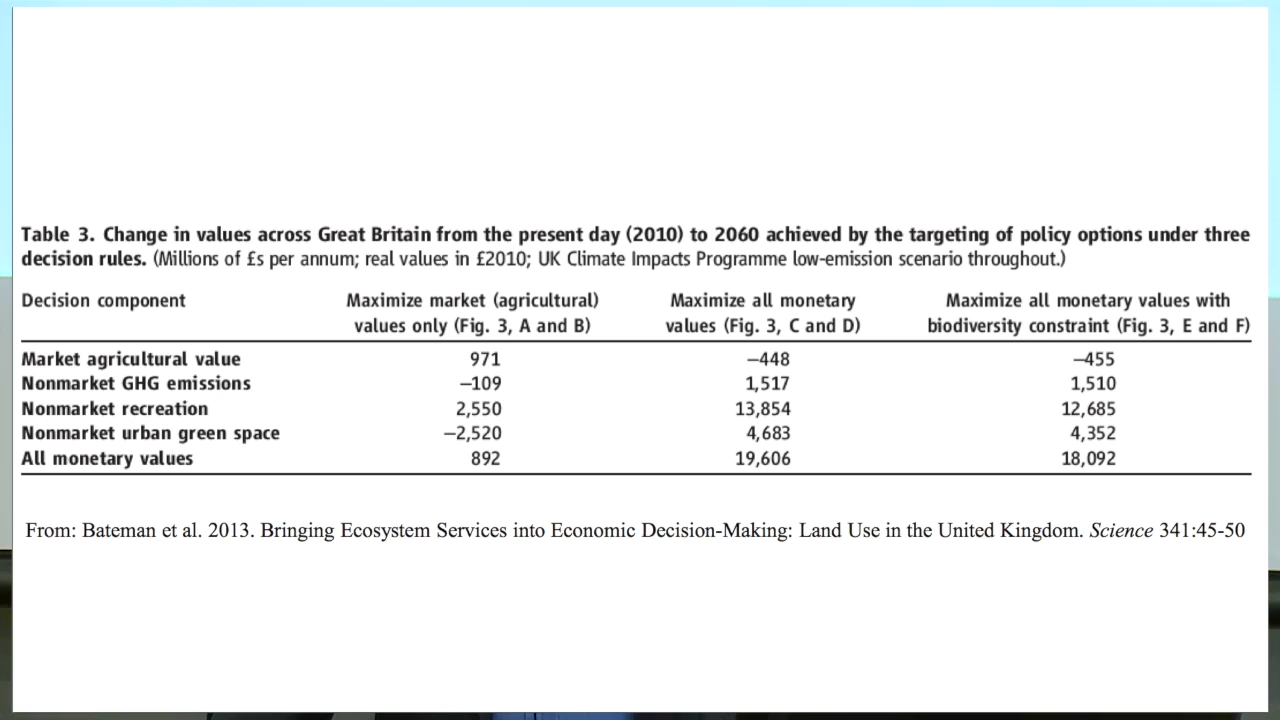 Table 3. Change in values across Great Britain from the present day (2010) to 2060 achieved by the targeting of policy options under three
decision rules. (Millions of £s per annum; real values in £2010; UK Climate Impacts Programme low-emission scenario throughout.)
Decision component Maximize market (agricultural) Maximize all monetary Maximize all monetary values with
values only (Fig. 3, A and B) values (Fig. 3, C and D) biodiversity constraint (Fig. 3, E and F)
Market agricultural value 971 −448 −455
Nonmarket GHG emissions −109 1,517 1,510
Nonmarket recreation 2,550 13,854 12,685
Nonmarket urban green space −2,520 4,683 4,352
All monetary values 892 19,606 18,092
From: Bateman et al. 2013. Bringing Ecosystem Services into Economic Decision-Making: Land Use in the United Kingdom. Science 341:45-50